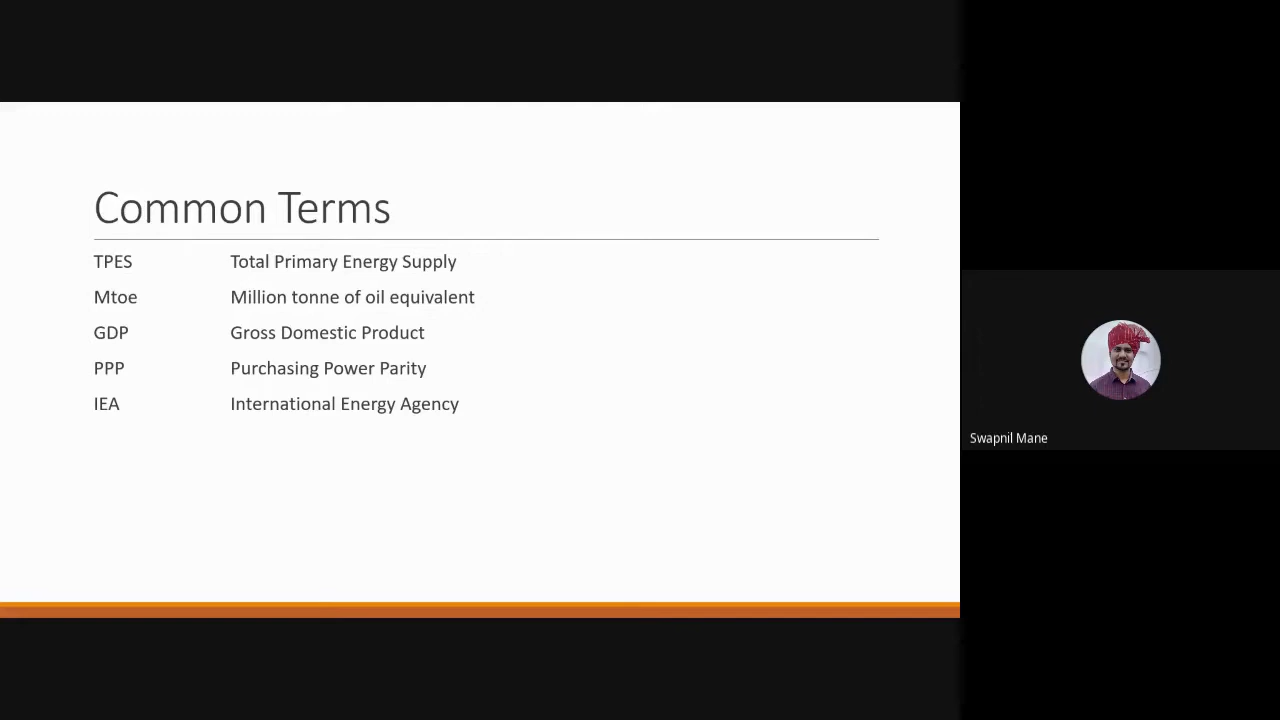 Common Terms
TPES Total Primary Energy Supply
Mtoe Million tonne of oil equivalent
GDP Gross Domestic Product
PPP Purchasing Power Parity
IEA International Energy Agency
Swapnil Mane